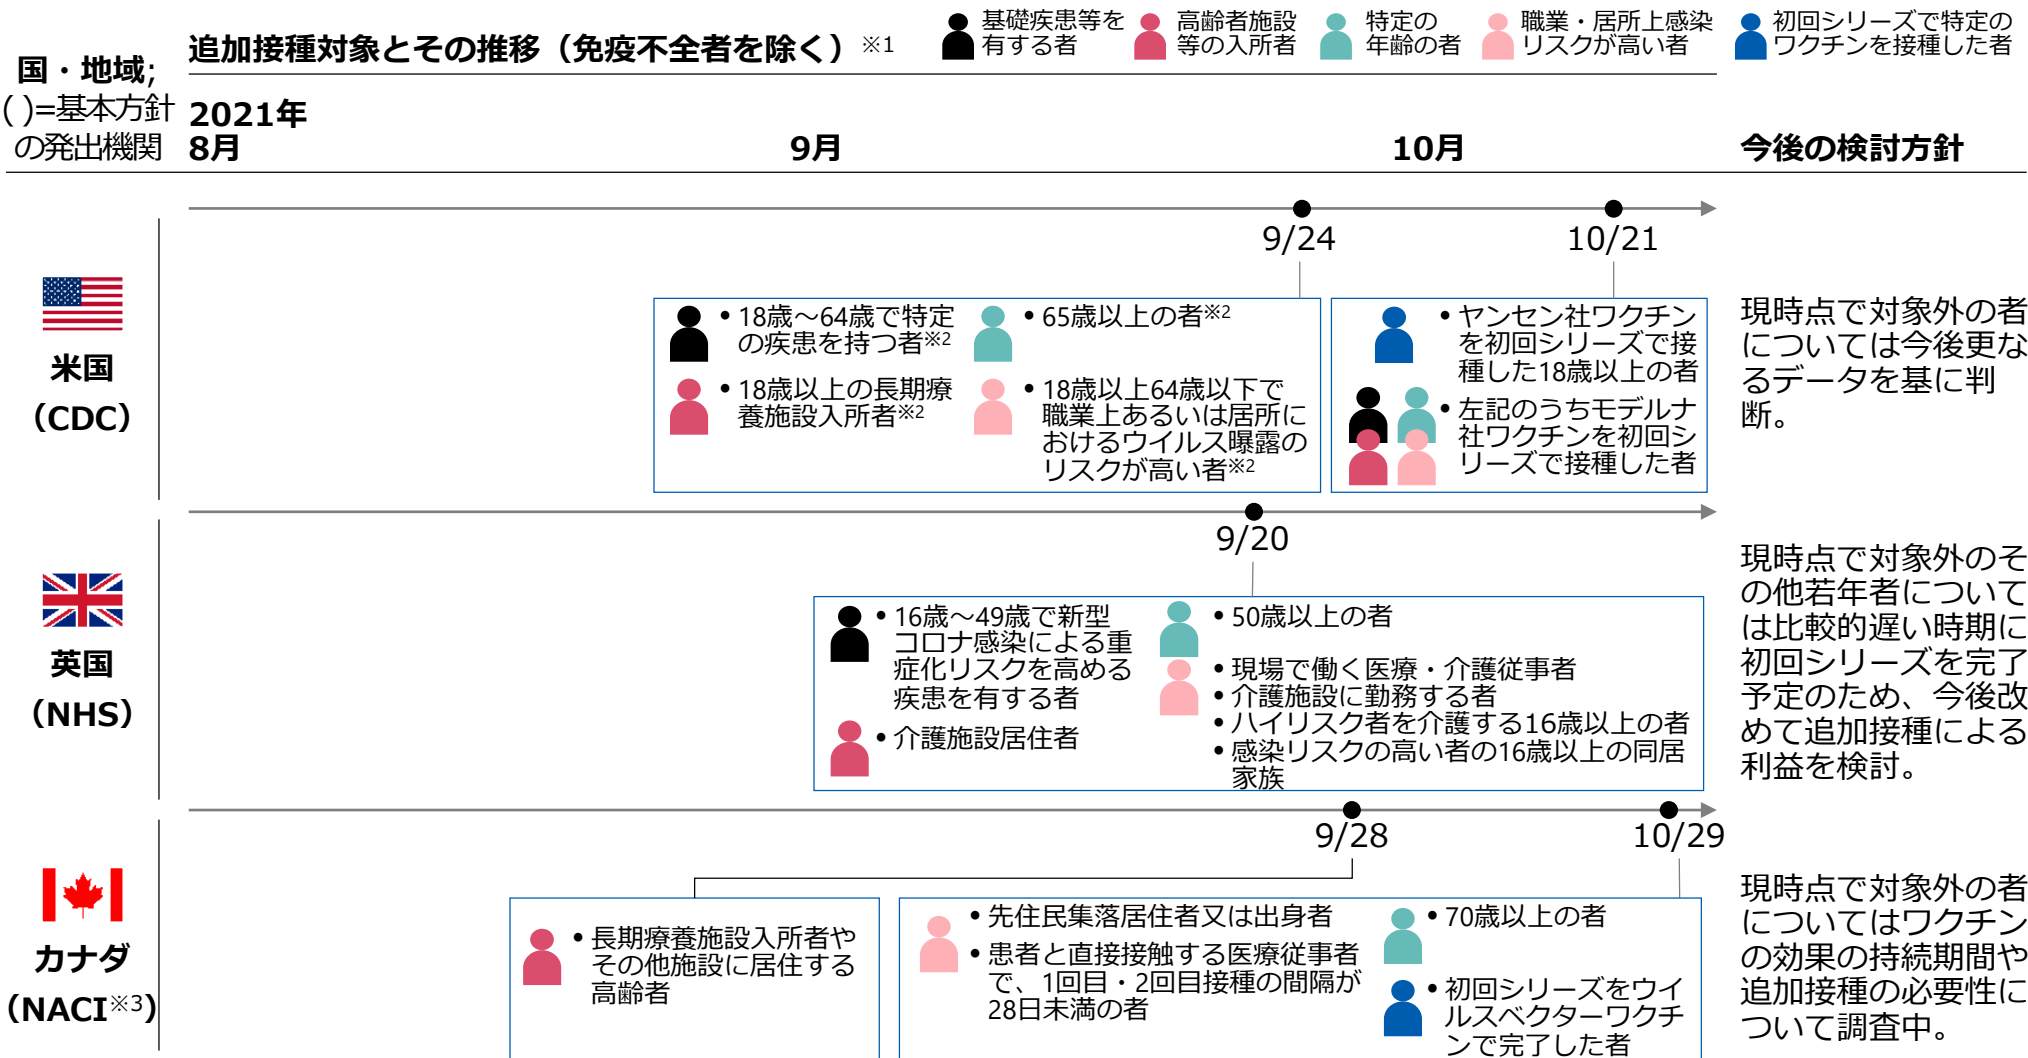 追加接種対象とその推移（免疫不全者を除く）※1
基礎疾患等を
有する者
高齢者施設
等の入所者
特定の
年齢の者
職業・居所上感染
リスクが高い者
初回シリーズで特定の
ワクチンを接種した者
国・地域;
( )=基本方針
の発出機関
2021年
8月
9月
10月
今後の検討方針
米国
（CDC）
9/24
10/21
• 18歳～64歳で特定
の疾患を持つ者※2
• 18歳以上の長期療
養施設入所者※2
• 65歳以上の者※2
• 18歳以上64歳以下で
職業上あるいは居所に
おけるウイルス曝露の
リスクが高い者※2
• ヤンセン社ワクチン
を初回シリーズで接
種した18歳以上の者
• 左記のうちモデルナ
社ワクチンを初回シ
リーズで接種した者
現時点で対象外の者
については今後更な
るデータを基に判
断。
英国
（NHS）
9/20
• 16歳～49歳で新型
コロナ感染による重
症化リスクを高める
疾患を有する者
• 介護施設居住者
• 50歳以上の者
• 現場で働く医療・介護従事者
• 介護施設に勤務する者
• ハイリスク者を介護する16歳以上の者
• 感染リスクの高い者の16歳以上の同居
家族
現時点で対象外のそ
の他若年者について
は比較的遅い時期に
初回シリーズを完了
予定のため、今後改
めて追加接種による
利益を検討。
カナダ
（NACI※3）
9/28
10/29
• 長期療養施設入所者や
その他施設に居住する
高齢者
• 先住民集落居住者又は出身者
• 患者と直接接触する医療従事者
で、1回目・2回目接種の間隔が
28日未満の者
• 70歳以上の者
• 初回シリーズをウイ
ルスベクターワクチ
ンで完了した者
現時点で対象外の者
についてはワクチン
の効果の持続期間や
追加接種の必要性に
ついて調査中。